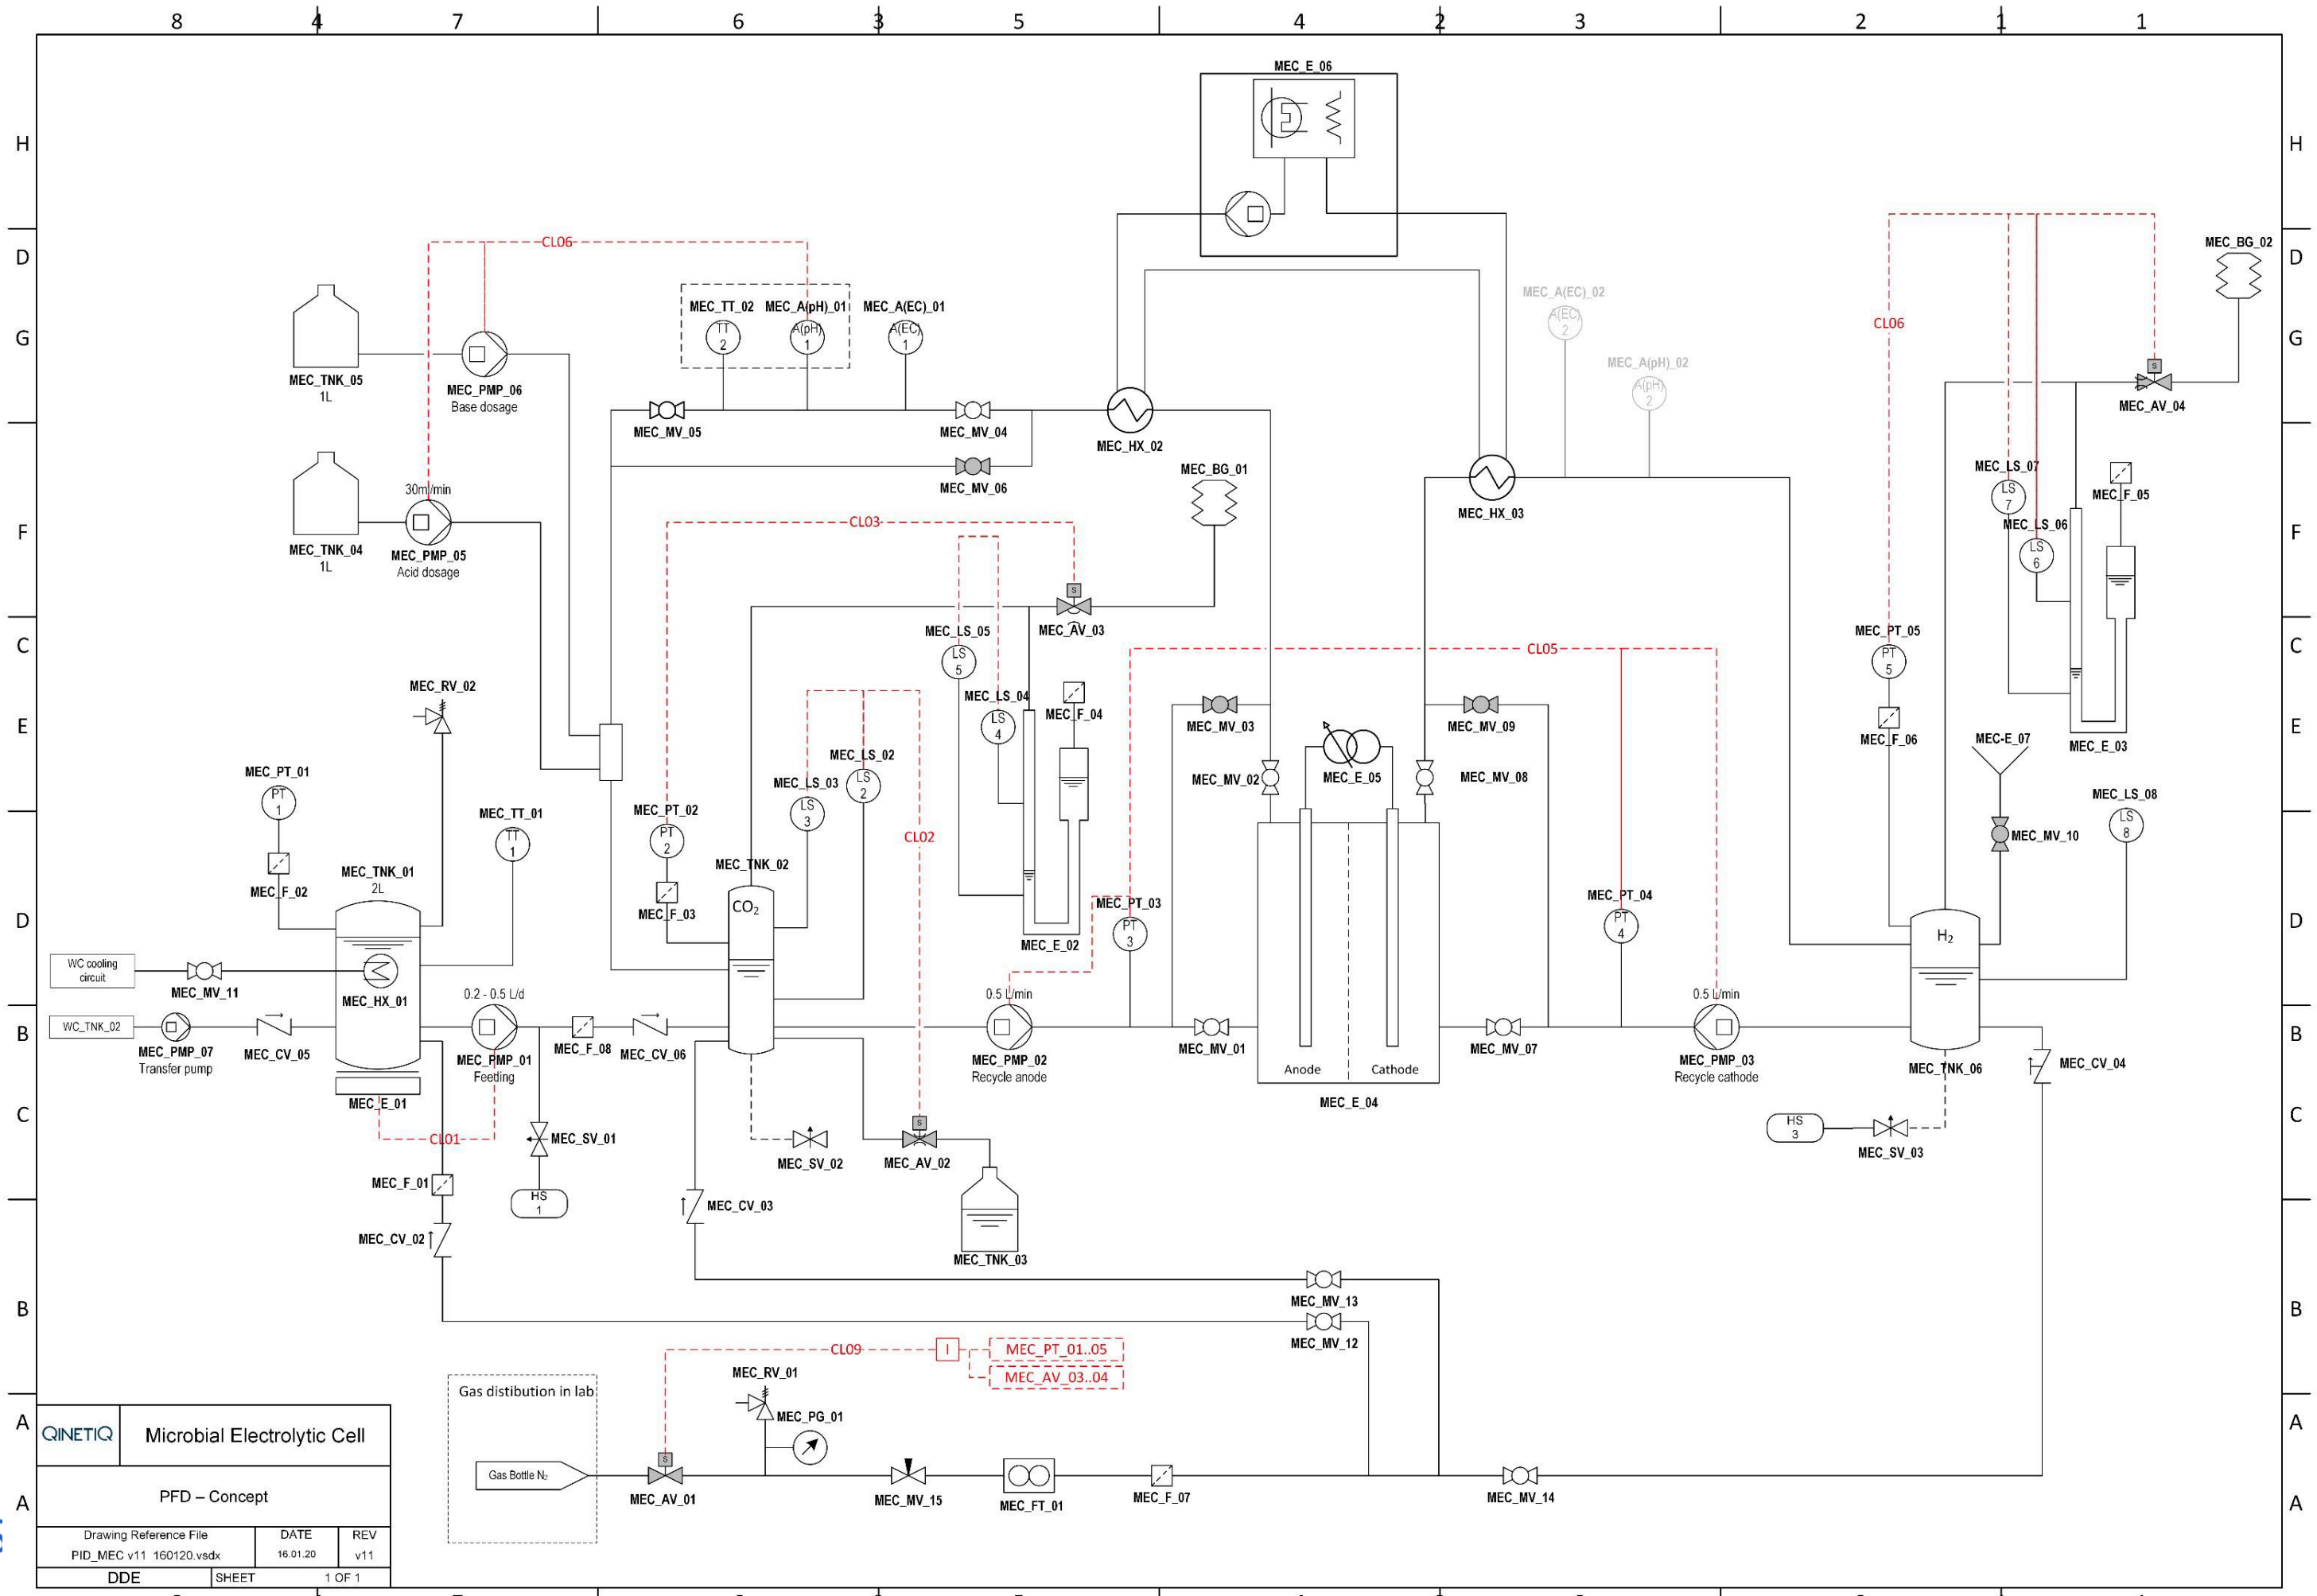 8
4
7
6
3
5
4
2
3
2
1
1
MEC_E_06
H
H
D
D
CL06
MEC_BG_02
MEC_TT_02
MEC_A(pH)_01
MEC_A(EC)_01
MEC_A(EC)_02
TT
2
A(pH)
1
A(EC)
1
A(EC)
2
CL06
G
G
MEC_TNK_05
1L
MEC_PMP_06
Base dosage
MEC_A(pH)_02
A(pH)
2
S
MEC_AV_04
MEC_MV_05
MEC_MV_04
MEC_HX_02
MEC_MV_06
MEC_BG_01
MEC_LS_07
LS
7
MEC_F_05
30ml/min
MEC_HX_03
CL03
MEC_LS_06
LS
6
F
F
MEC_TNK_04
1L
MEC_PMP_05
Acid dosage
S
MEC_AV_03
MEC_LS_05
LS
5
MEC_PT_05
PT
5
C
C
CL05
MEC_RV_02
MEC_LS_04
LS
4
MEC_F_04
MEC_MV_03
MEC_MV_09
MEC_F_06
MEC-E_07
MEC_E_03
E
E
MEC_PT_01
PT
1
MEC_LS_02
LS
2
MEC_LS_03
LS
3
MEC_MV_02
MEC_E_05
MEC_MV_08
MEC_LS_08
LS
8
MEC_TT_01
TT
1
MEC_PT_02
PT
2
CL02
MEC_MV_10
MEC_F_02
MEC_TNK_01
2L
MEC_TNK_02
CO₂
MEC_F_03
MEC_PT_03
PT
3
MEC_PT_04
PT
4
H₂
D
D
MEC_E_02
WC cooling
circuit
MEC_MV_11
MEC_HX_01
0.2 - 0.5 L/d
0.5 L/min
0.5 L/min
WC_TNK_02
B
B
MEC_PMP_07
Transfer pump
MEC_CV_05
MEC_PMP_01
Feeding
MEC_F_08
MEC_CV_06
MEC_PMP_02
Recycle anode
MEC_MV_01
Anode
Cathode
MEC_MV_07
MEC_PMP_03
Recycle cathode
MEC_TNK_06
MEC_CV_04
MEC_E_01
MEC_E_04
C
C
CL01
MEC_SV_01
MEC_SV_02
S
MEC_AV_02
HS
3
MEC_SV_03
MEC_F_01
HS
1
MEC_CV_03
MEC_CV_02
MEC_TNK_03
MEC_MV_13
B
B
MEC_MV_12
CL09
I
MEC_PT_01..05
MEC_AV_03..04
MEC_RV_01
Gas distibution in lab
MEC_PG_01
A
A
QINETIQ
Microbial Electrolytic Cell
S
Gas Bottle N₂
MEC_AV_01
MEC_MV_15
MEC_FT_01
MEC_F_07
MEC_MV_14
PFD – Concept
A
A
Drawing Reference File
DATE
REV
PID_MEC v11 160120.vsdx
16.01.20
v11
DDE
SHEET
1 OF 1